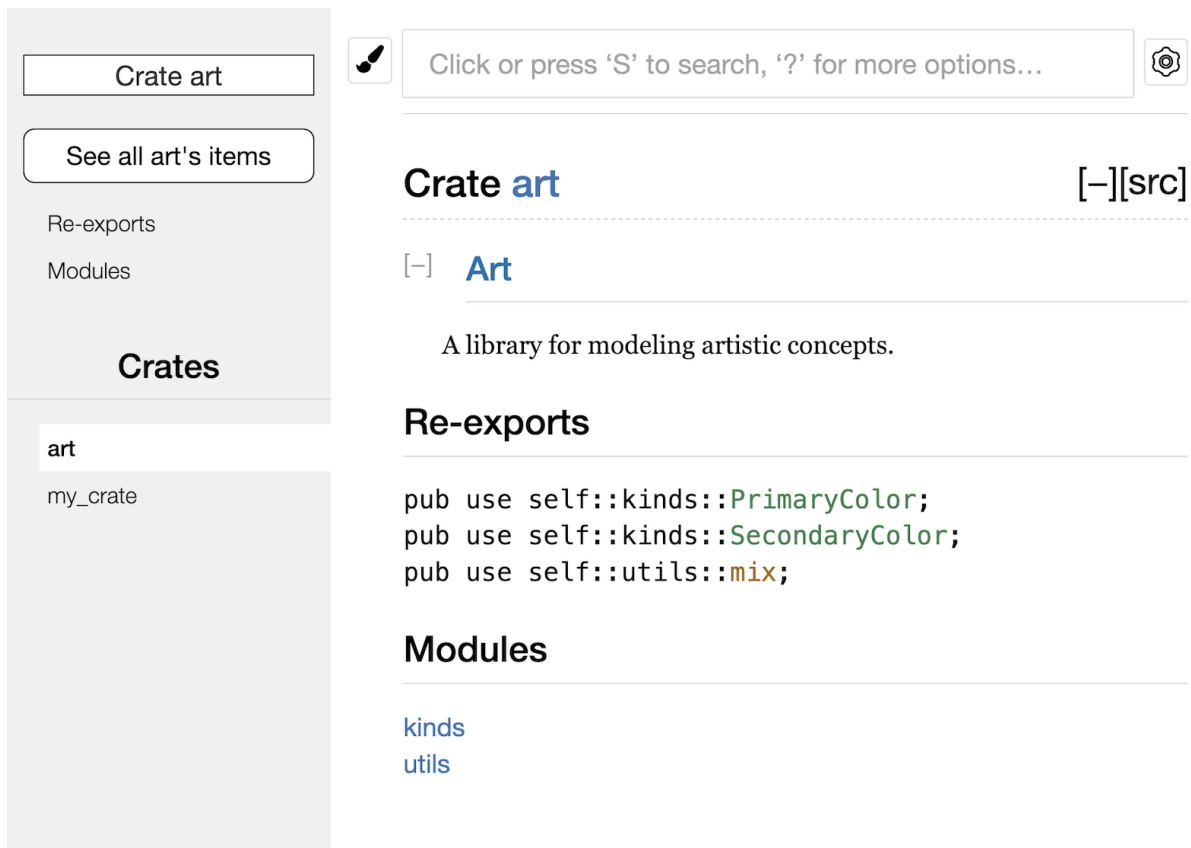 Crate art
See all art's items
Re-exports
Modules
Crates
art
my_crate
Click or press ‘S’ to search, ‘?’ for more options…
Crate art
[−][src]
[−] Art
A library for modeling artistic concepts.
Re-exports
pub use self::kinds::PrimaryColor;
pub use self::kinds::SecondaryColor;
pub use self::utils::mix;
Modules
kinds
utils